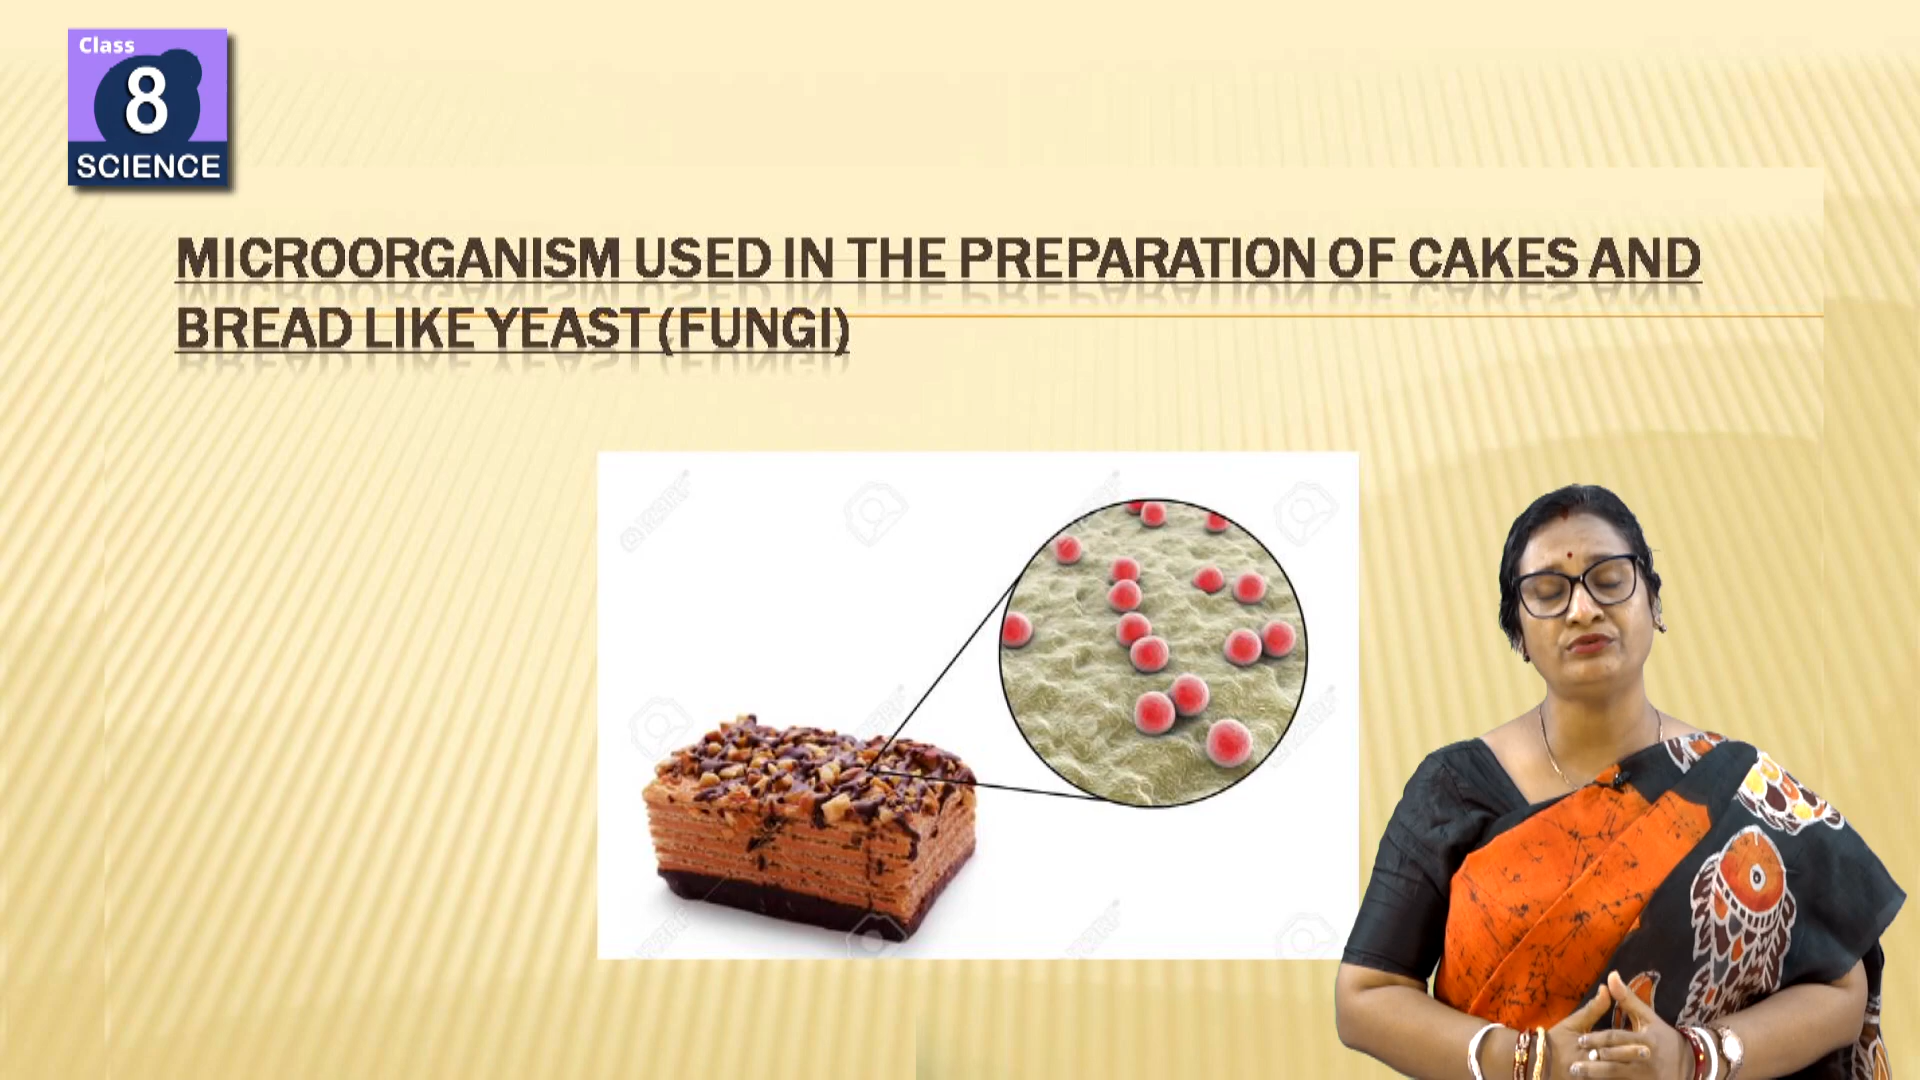 Class
8
SCIENCE
MICROORGANISM USED IN THE PREPARATION OF CAKES AND
BREAD LIKE YEAST (FUNGI)